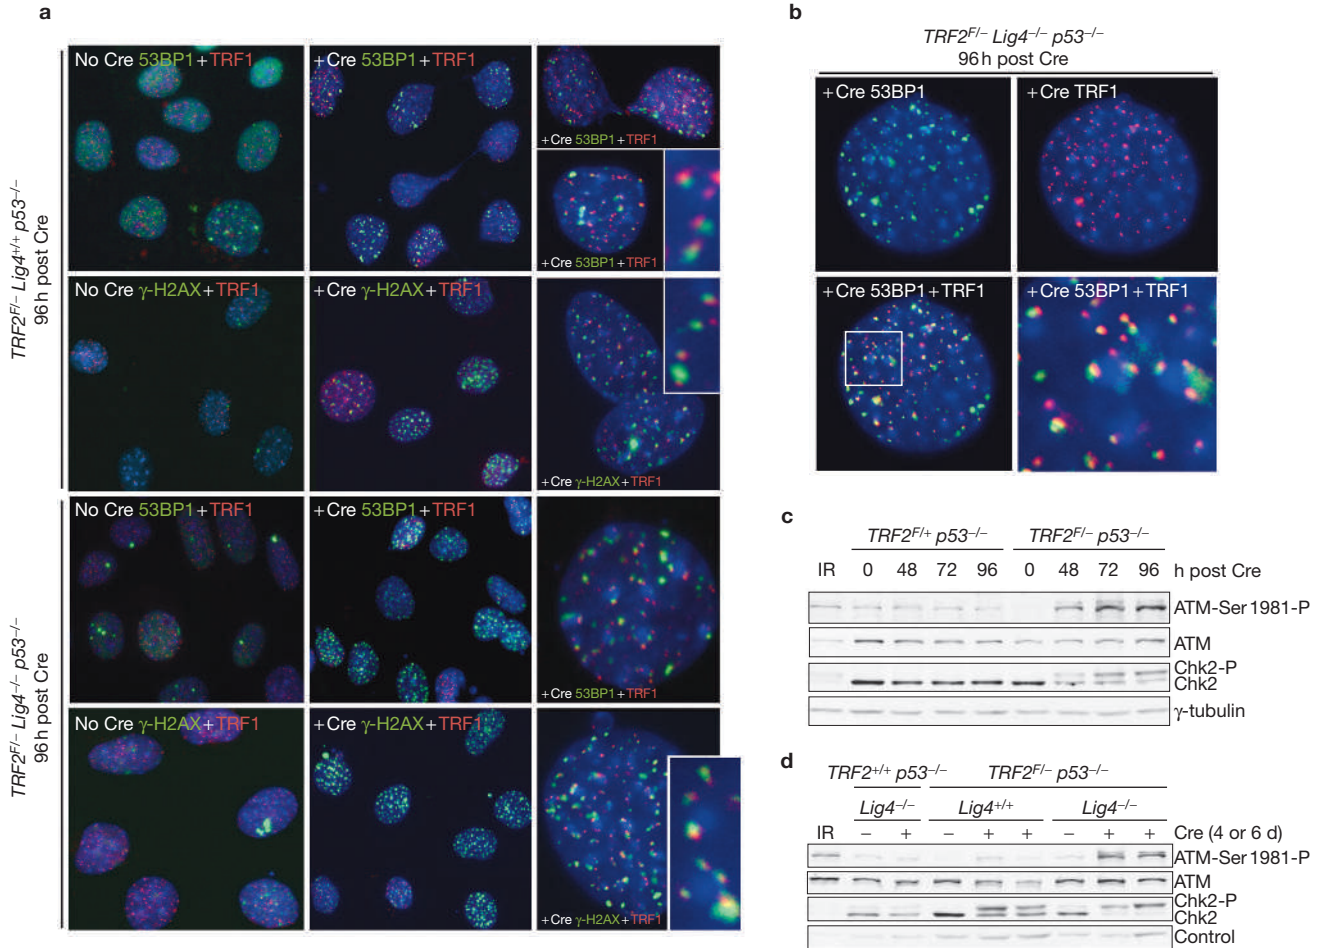 a
TRF2F/– Lig4+/+ p53–/–
96 h post Cre
No Cre 53BP1 + TRF1
+ Cre 53BP1 + TRF1
+ Cre 53BP1 + TRF1
+ Cre 53BP1 + TRF1
No Cre γ-H2AX + TRF1
+ Cre γ-H2AX + TRF1
+ Cre γ-H2AX + TRF1
TRF2F/– Lig4–/– p53–/–
96 h post Cre
No Cre 53BP1 + TRF1
+ Cre 53BP1 + TRF1
+ Cre 53BP1 + TRF1
No Cre γ-H2AX + TRF1
+ Cre γ-H2AX + TRF1
+ Cre γ-H2AX + TRF1
b
TRF2F/– Lig4–/– p53–/–
96 h post Cre
+ Cre 53BP1
+ Cre TRF1
+ Cre 53BP1 + TRF1
+ Cre 53BP1 + TRF1
c
TRF2F/+ p53–/– TRF2F/– p53–/–
IR 0 48 72 96 0 48 72 96 h post Cre
ATM-Ser 1981-P
ATM
Chk2-P
Chk2
γ-tubulin
d
TRF2+/+ p53–/– TRF2F/– p53–/–
Lig4–/– Lig4+/+ Lig4–/–
IR – + – + + – + + Cre (4 or 6 d)
ATM-Ser 1981-P
ATM
Chk2-P
Chk2
Control